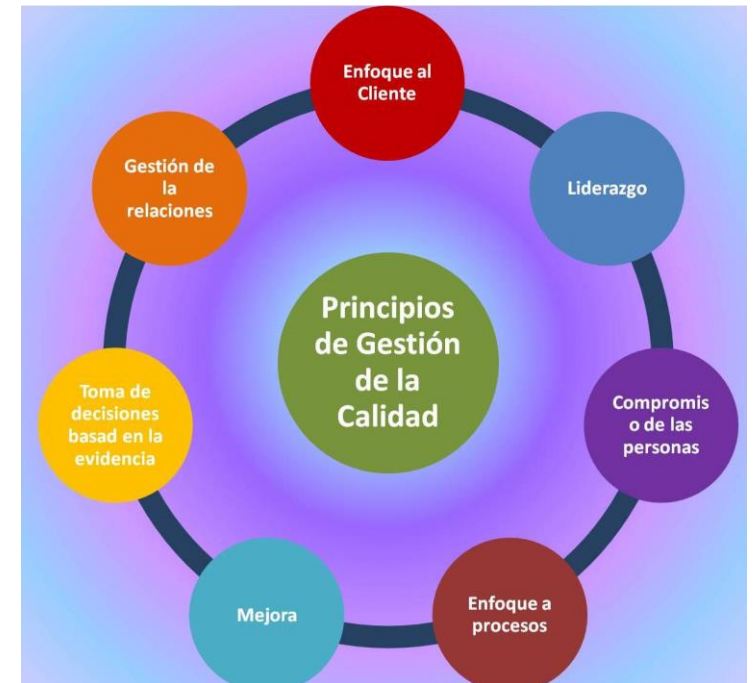 Enfoque al
Cliente
Liderazgo
Compromis
o de las
personas
Enfoque a
procesos
Mejora
Toma de
decisiones
basad en la
evidencia
Gestión de
la
relaciones
Principios
de Gestión
de la
Calidad